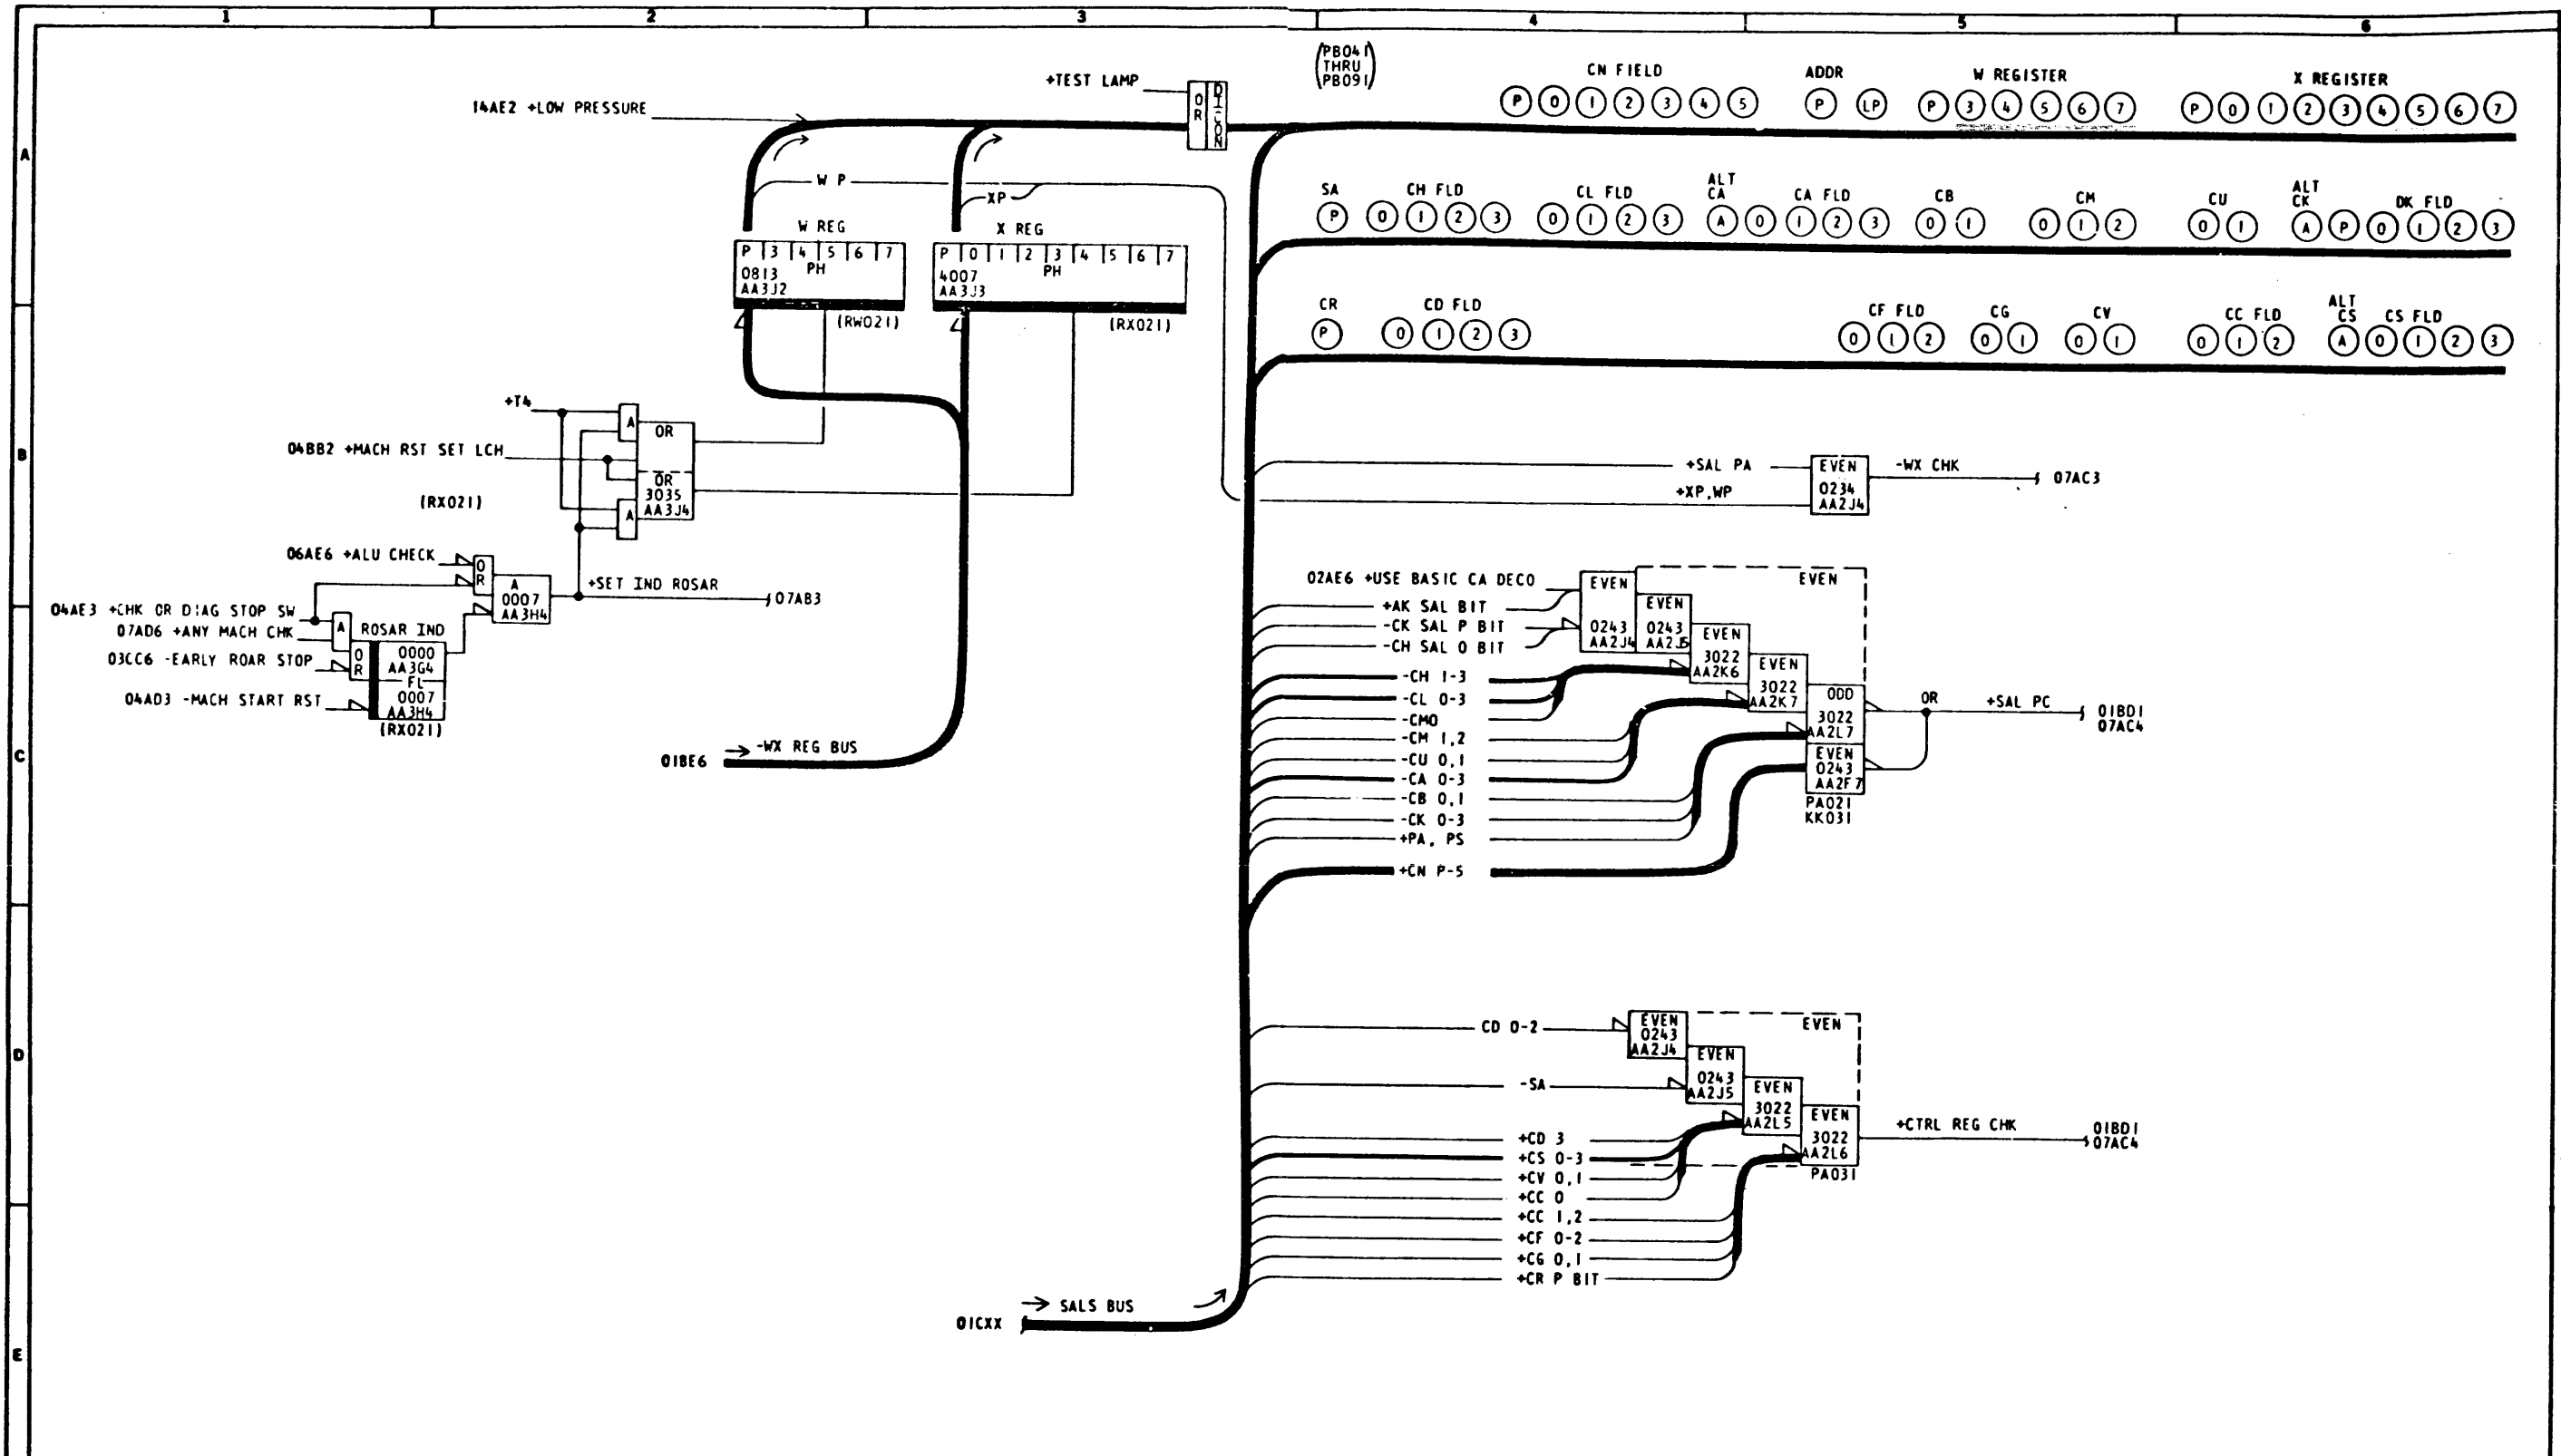 1 2 3 4 5 6
A
B
C
D
E
(PB041 THRU PB091)
+TEST LAMP
OR
DI-CON
14AE2 +LOW PRESSURE
CN FIELD
P 0 1 2 3 4 5
ADDR
P LP
W REGISTER
P 3 4 5 6 7
X REGISTER
P 0 1 2 3 4 5 6 7
W P
XP
SA
P
CH FLD
0 1 2 3
CL FLD
0 1 2 3
ALT CA
A
CA FLD
0 1 2 3
CB
0 1
CM
0 1 2
CU
0 1
ALT CK
A P
DK FLD
0 1 2 3
W REG
P 3 4 5 6 7
PH
0813
AA3J2
(RW021)
X REG
P 0 1 2 3 4 5 6 7
PH
4007
AA3J3
(RX021)
CR
P
CD FLD
0 1 2 3
CF FLD
0 1 2
CG
0 1
CV
0 1
CC FLD
0 1 2
ALT CS
A
CS FLD
0 1 2 3
+T4
04BB2 +MACH RST SET LCH
(RX021)
A
OR
OR
3035
AA3J4
A
06AE6 +ALU CHECK
OR
A
0007
AA3H4
+SET IND ROSAR
07AB3
04AE3 +CHK OR DIAG STOP SW
07AD6 +ANY MACH CHK
03CC6 -EARLY ROAR STOP
04AD3 -MACH START RST
A
OR
ROSAR IND
0000
AA3G4
FL
0007
AA3H4
(RX021)
01BE6
-WX REG BUS
+SAL PA
+XP,WP
EVEN
0234
AA2J4
-WX CHK
07AC3
02AE6 +USE BASIC CA DECO
+AK SAL BIT
-CK SAL P BIT
-CH SAL 0 BIT
-CH 1-3
-CL 0-3
-CM0
-CM 1,2
-CU 0,1
-CA 0-3
-CB 0,1
-CK 0-3
+PA, PS
+CN P-5
EVEN
0243
AA2J4
EVEN
0243
AA2J5
EVEN
3022
AA2K6
EVEN
3022
AA2K7
EVEN
ODD
3022
AA2L7
EVEN
0243
AA2F7
PA021
KK031
OR
+SAL PC
01BD1
07AC4
CD 0-2
-SA
+CD 3
+CS 0-3
+CV 0,1
+CC 0
+CC 1,2
+CF 0-2
+CG 0,1
+CR P BIT
EVEN
0243
AA2J4
EVEN
0243
AA2J5
EVEN
3022
AA2L5
EVEN
EVEN
3022
AA2L6
PA031
+CTRL REG CHK
01BD1
07AC4
SALS BUS
01CXX